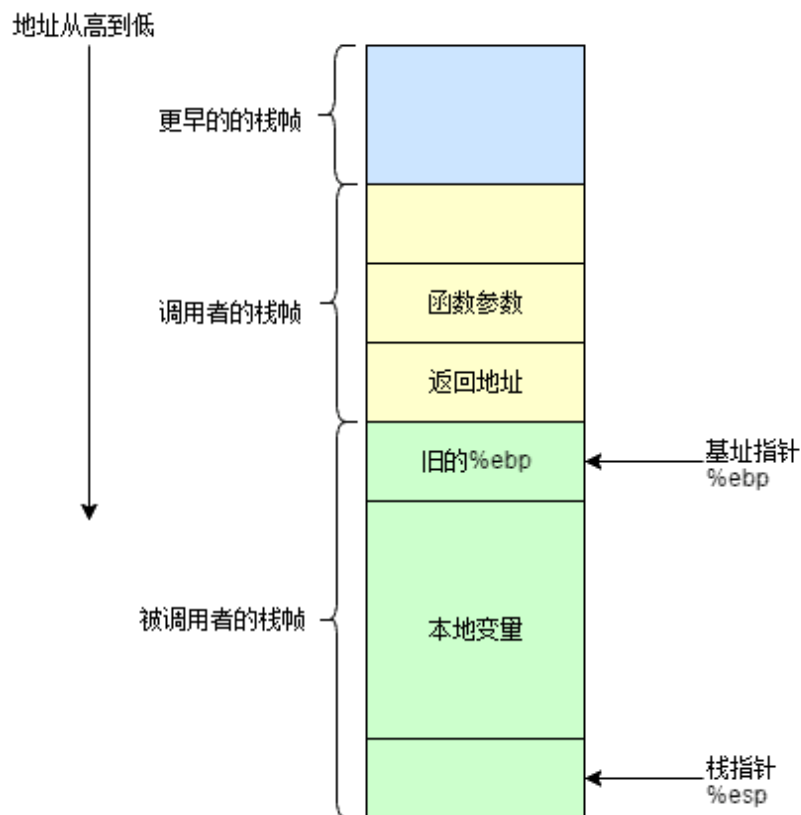 地址从高到低
更早的的栈帧
调用者的栈帧
函数参数
返回地址
旧的%ebp
基址指针
%ebp
被调用者的栈帧
本地变量
栈指针
%esp